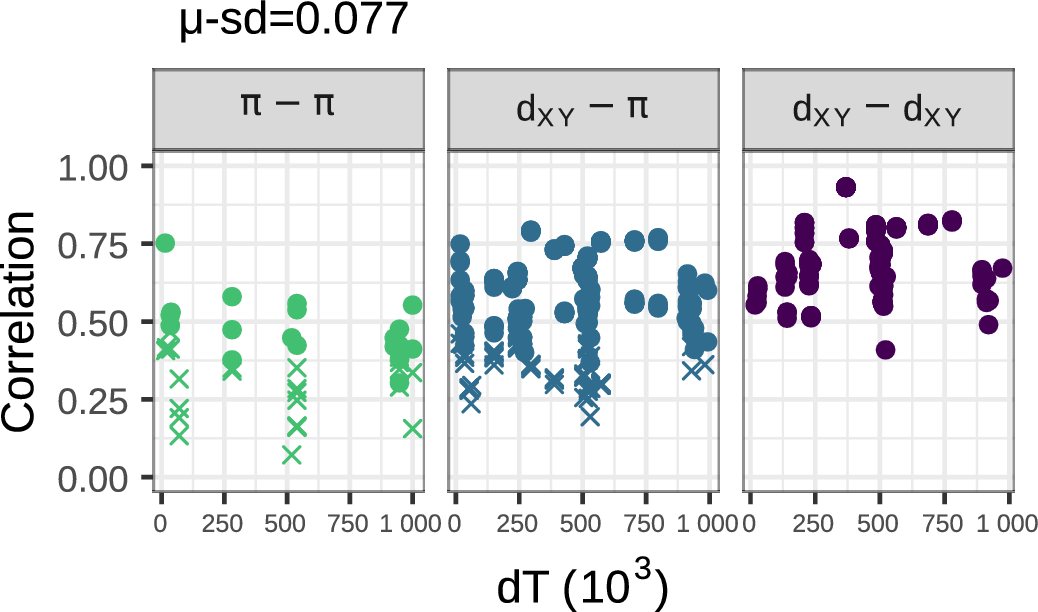 μ-sd=0.077
π − π
dXY − π
dXY − dXY
1.00
0.75
0.50
0.25
0.00
Correlation
0 250 500 750 1 000
0 250 500 750 1 000
0 250 500 750 1 000
dT (10³)